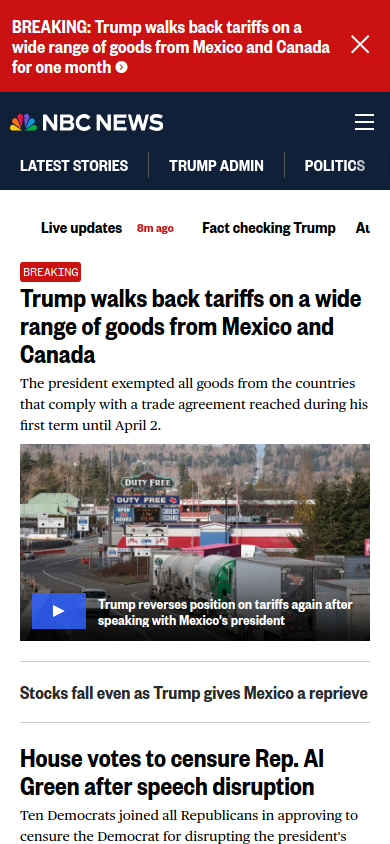 BREAKING: Trump walks back tariffs on a
wide range of goods from Mexico and Canada
for one month
NBC NEWS
LATEST STORIES TRUMP ADMIN POLITICS
Live updates 8m ago Fact checking Trump Au
BREAKING
Trump walks back tariffs on a wide
range of goods from Mexico and
Canada
The president exempted all goods from the countries
that comply with a trade agreement reached during his
first term until April 2.
DUTY FREE
DUTY FREE
Trump reverses position on tariffs again after
speaking with Mexico's president
Stocks fall even as Trump gives Mexico a reprieve
House votes to censure Rep. Al
Green after speech disruption
Ten Democrats joined all Republicans in approving to
censure the Democrat for disrupting the president's